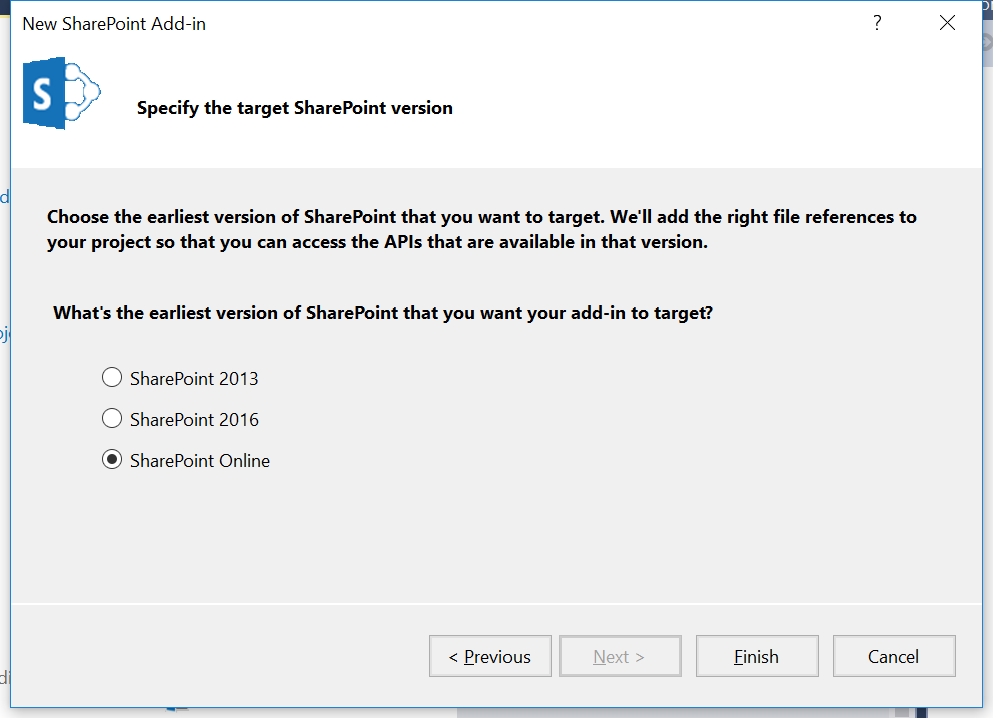 New SharePoint Add-in
?
S
Specify the target SharePoint version
Choose the earliest version of SharePoint that you want to target. We'll add the right file references to
your project so that you can access the APIs that are available in that version.
What's the earliest version of SharePoint that you want your add-in to target?
SharePoint 2013
SharePoint 2016
SharePoint Online
< Previous
Next >
Finish
Cancel